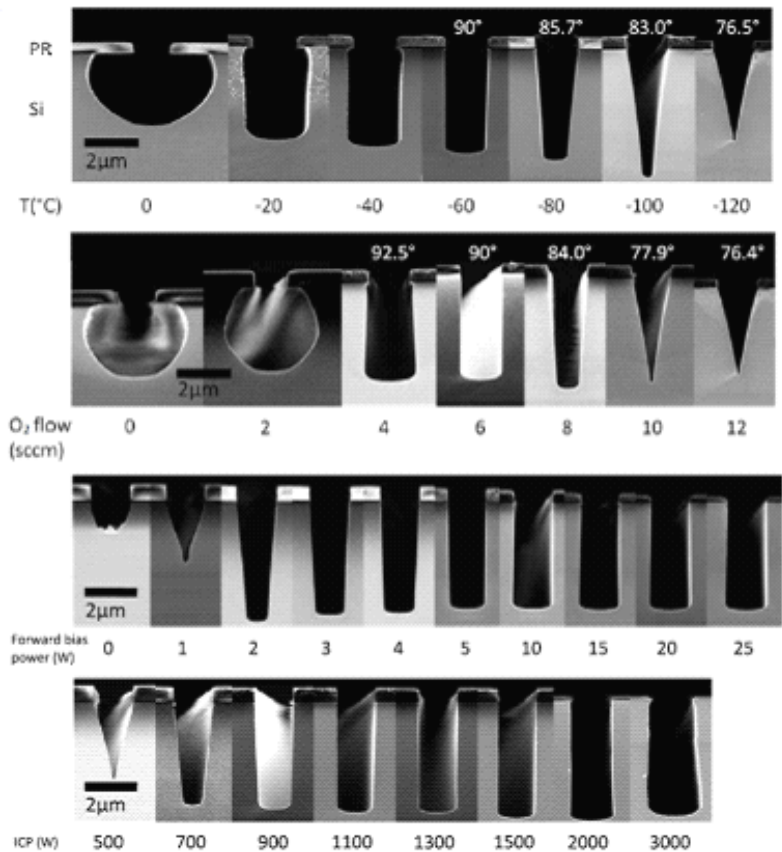 90° 85.7° 83.0° 76.5°
PR
Si
2μm
T(°C) 0 -20 -40 -60 -80 -100 -120
92.5° 90° 84.0° 77.9° 76.4°
2μm
O₂ flow 0 2 4 6 8 10 12
(sccm)
2μm
Forward bias
power (W) 0 1 2 3 4 5 10 15 20 25
2μm
ICP (W) 500 700 900 1100 1300 1500 2000 3000